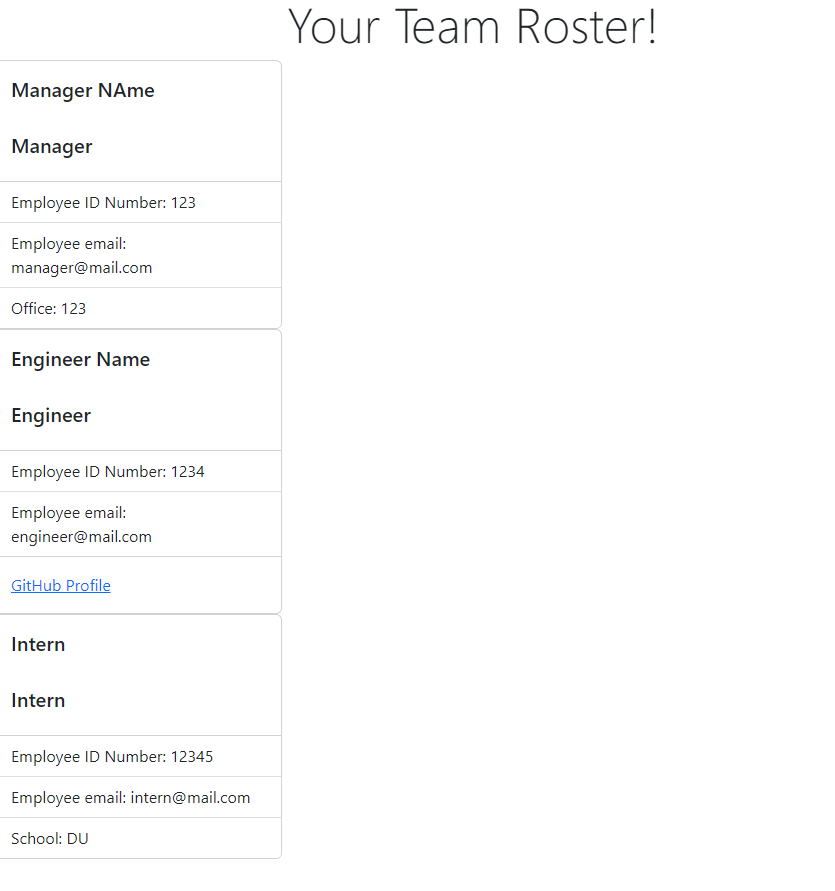 Your Team Roster!
Manager NAme
Manager
Employee ID Number: 123
Employee email:
manager@mail.com
Office: 123
Engineer Name
Engineer
Employee ID Number: 1234
Employee email:
engineer@mail.com
GitHub Profile
Intern
Intern
Employee ID Number: 12345
Employee email: intern@mail.com
School: DU